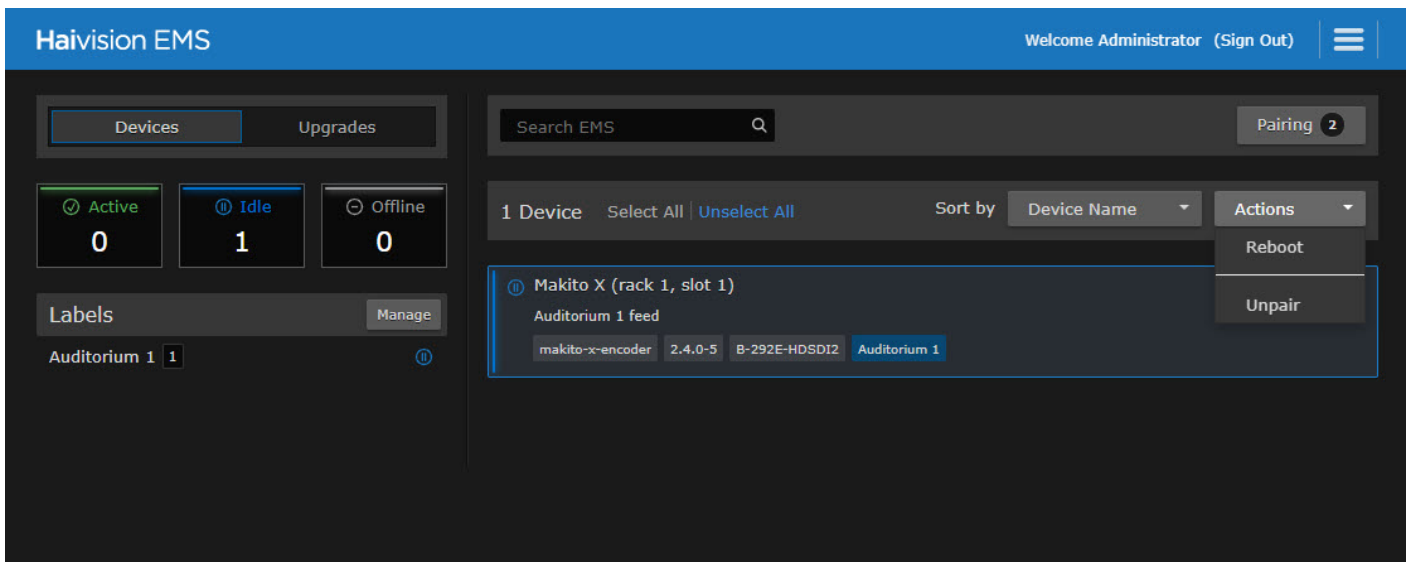 Haivision EMS
Welcome Administrator (Sign Out)
Devices
Upgrades
Search EMS
Pairing 2
Active
0
Idle
1
Offline
0
1 Device Select All | Unselect All
Sort by Device Name
Actions
Reboot
Unpair
Labels
Manage
Auditorium 1 1
Makito X (rack 1, slot 1)
Auditorium 1 feed
makito-x-encoder 2.4.0-5 B-292E-HDSDI2 Auditorium 1